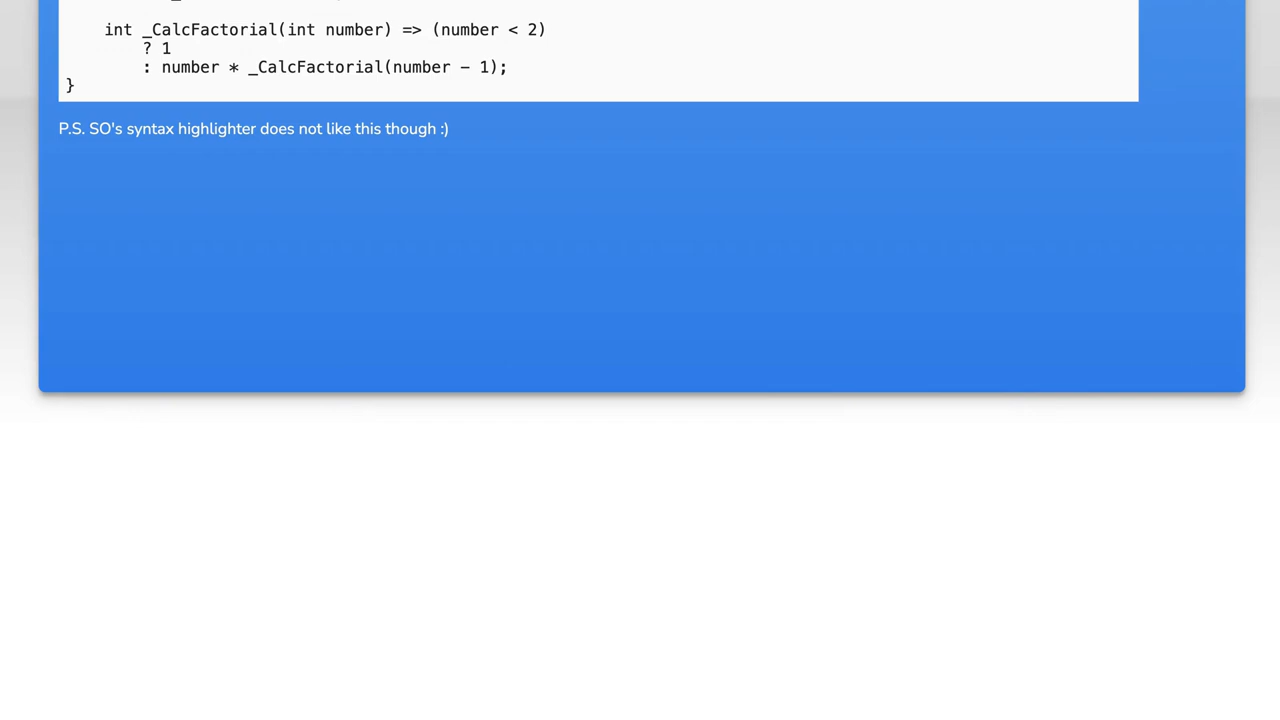 int _CalcFactorial(int number) => (number < 2)
? 1
: number * _CalcFactorial(number - 1);
}
P.S. SO's syntax highlighter does not like this though :)